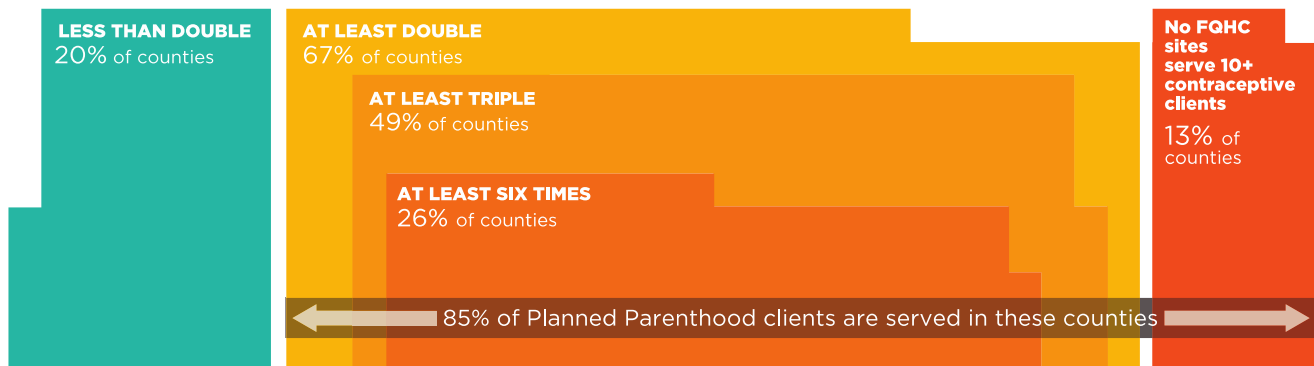 LESS THAN DOUBLE
20% of counties
AT LEAST DOUBLE
67% of counties
AT LEAST TRIPLE
49% of counties
AT LEAST SIX TIMES
26% of counties
No FQHC
sites
serve 10+
contraceptive
clients
13% of
counties
85% of Planned Parenthood clients are served in these counties